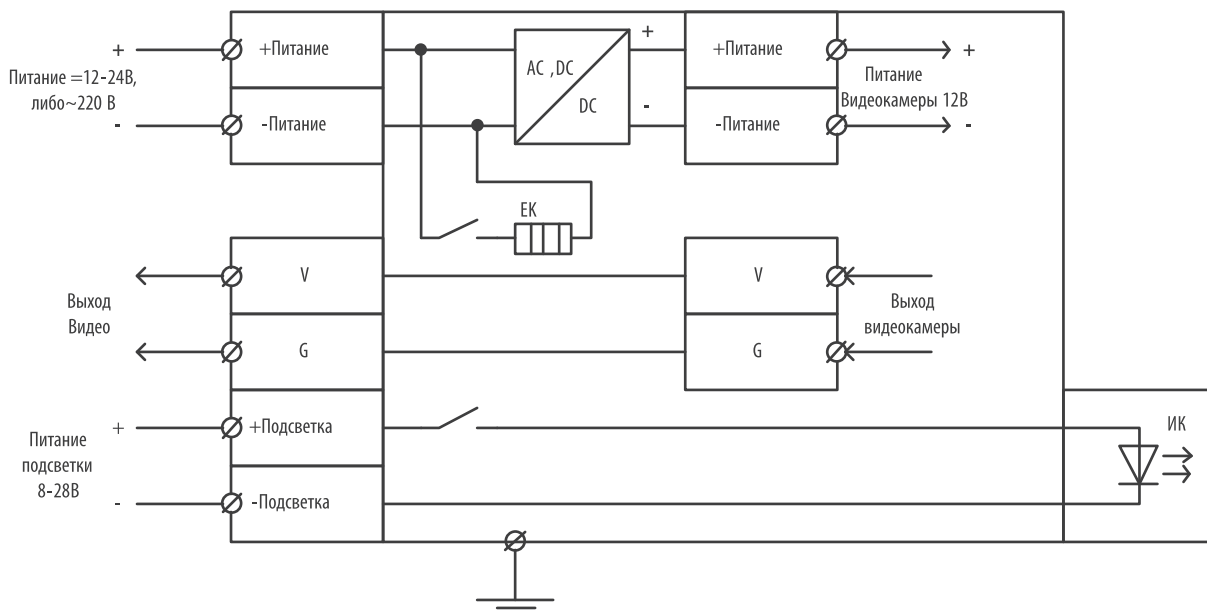 +
Питание =12-24В,
либо~220 В
-
+Питание
-Питание
AC ,DC
DC
+
-
+Питание
-Питание
+
Питание
Видеокамеры 12В
-
EK
Выход
Видео
V
G
V
G
Выход
видеокамеры
+
Питание
подсветки
8-28В
-
+Подсветка
-Подсветка
ИК